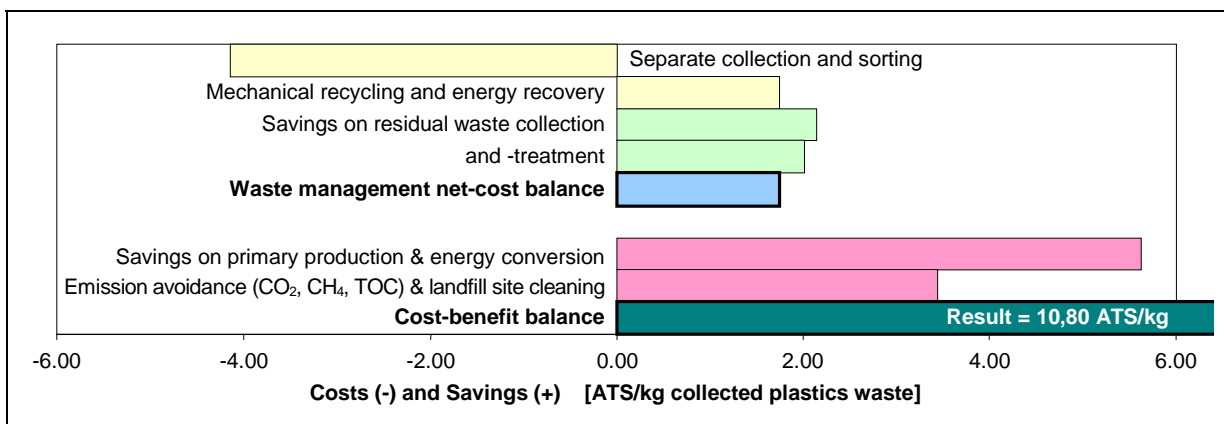 Separate collection and sorting
Mechanical recycling and energy recovery
Savings on residual waste collection
and -treatment
Waste management net-cost balance
Savings on primary production & energy conversion
Emission avoidance (CO₂, CH₄, TOC) & landfill site cleaning
Cost-benefit balance Result = 10,80 ATS/kg
-6.00 -4.00 -2.00 0.00 2.00 4.00 6.00
Costs (-) and Savings (+) [ATS/kg collected plastics waste]